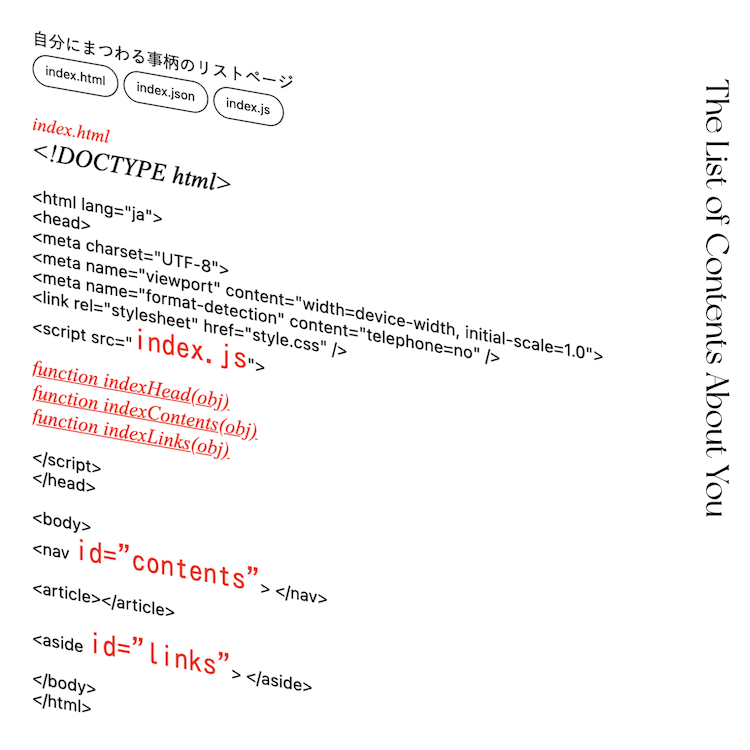 自分にまつわる事柄のリストページ
index.html index.json index.js
index.html
<!DOCTYPE html>
<html lang="ja">
<head>
<meta charset="UTF-8">
<meta name="viewport" content="width=device-width, initial-scale=1.0">
<meta name="format-detection" content="telephone=no" />
<link rel="stylesheet" href="style.css" />
<script src="index.js">
function indexHead(obj)
function indexContents(obj)
function indexLinks(obj)
</script>
</head>
<body>
<nav id=”contents”> </nav>
<article></article>
<aside id=”links”> </aside>
</body>
</html>
The List of Contents About You